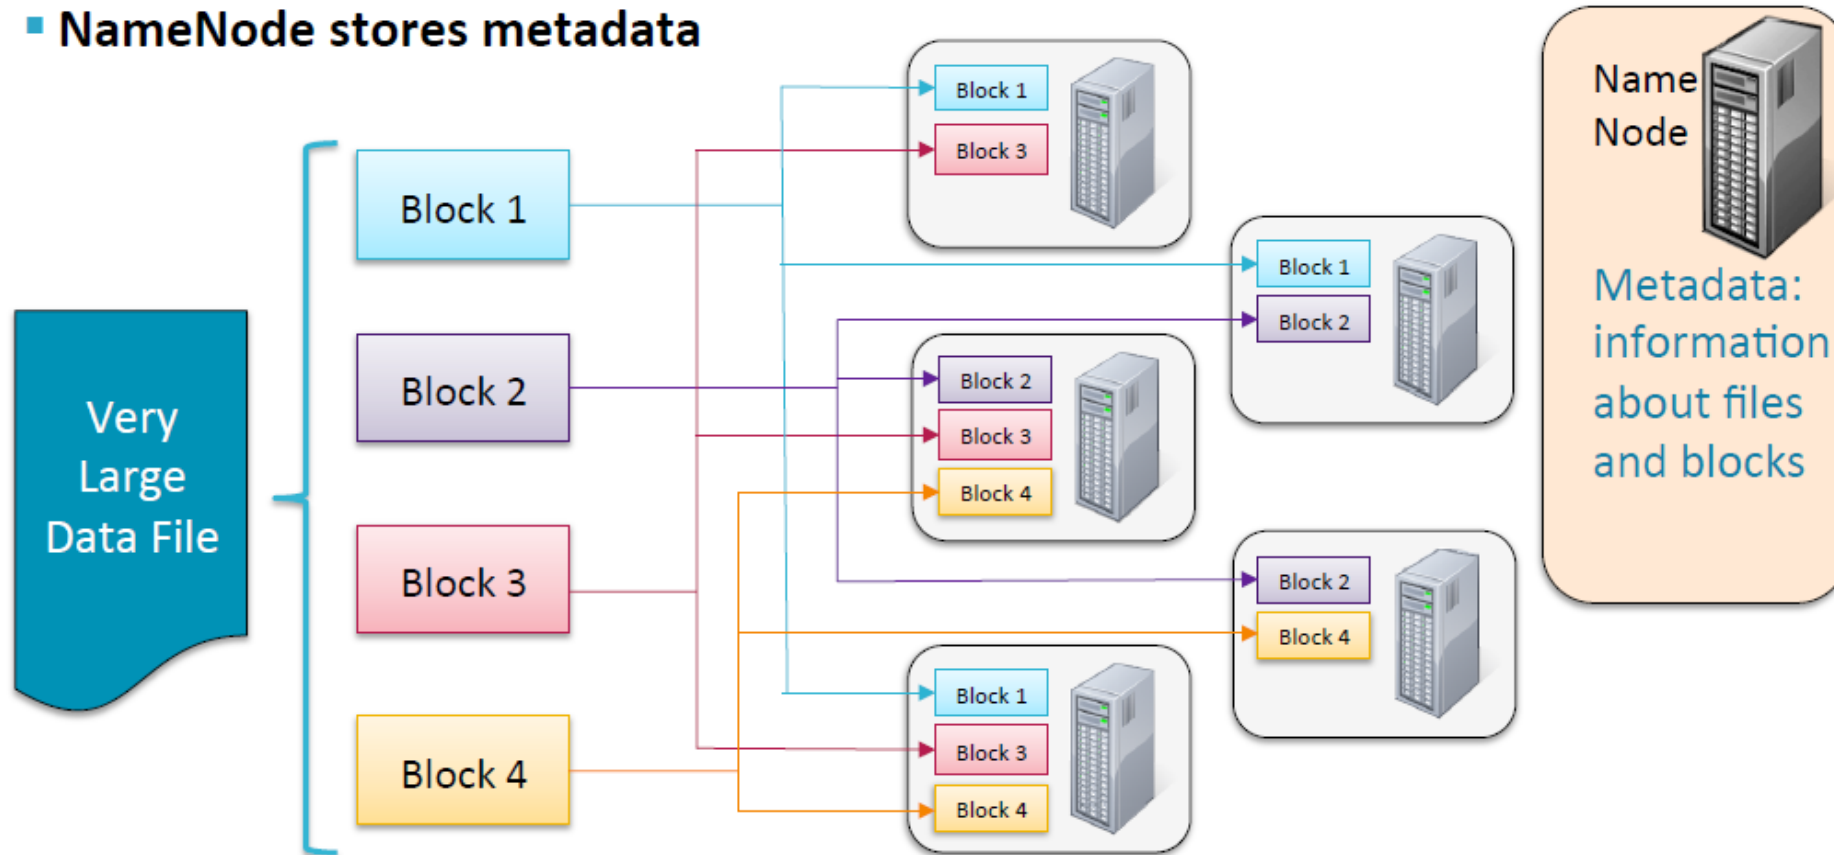 ▪ NameNode stores metadata
Very
Large
Data File
Block 1
Block 2
Block 3
Block 4
Block 1
Block 3
Block 1
Block 2
Block 2
Block 3
Block 4
Block 2
Block 4
Block 1
Block 3
Block 4
Name
Node
Metadata:
information
about files
and blocks